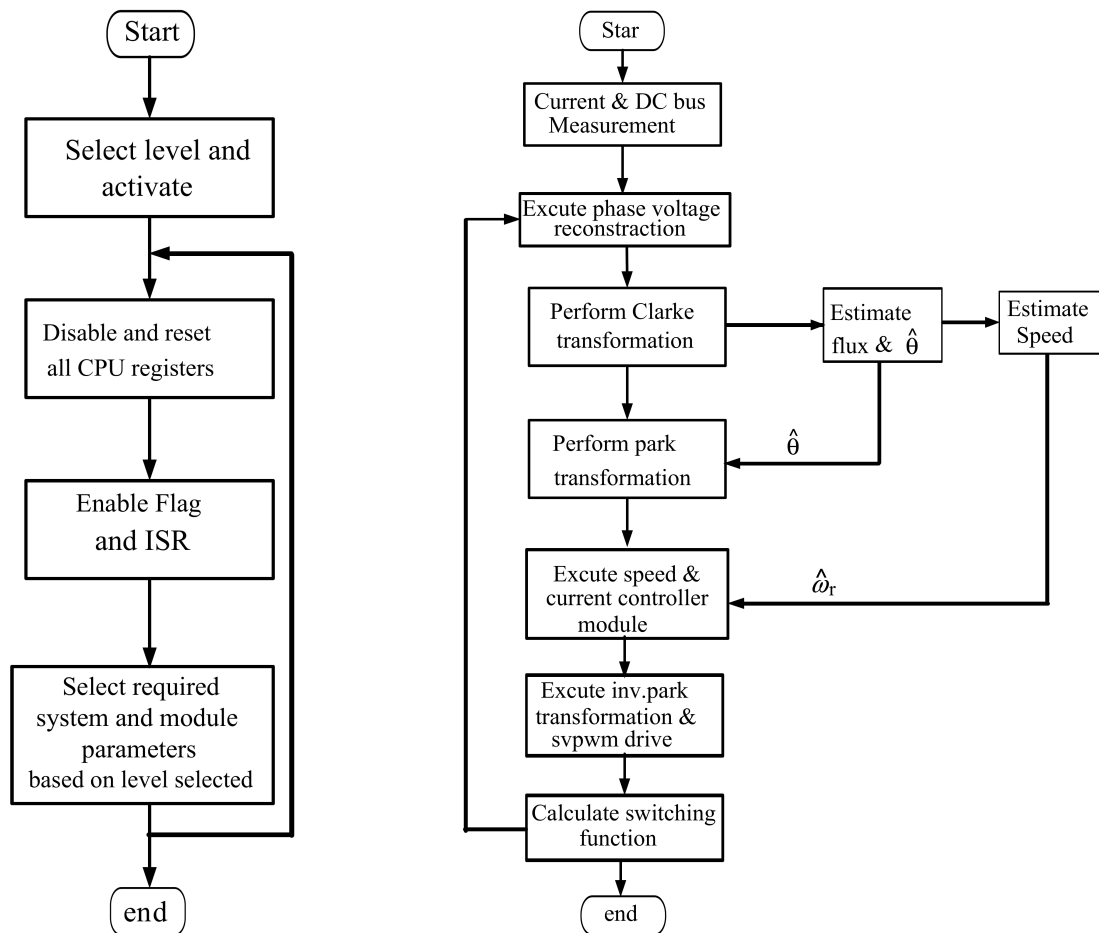 Start
Select level and
activate
Disable and reset
all CPU registers
Enable Flag
and ISR
Select required
system and module
parameters
based on level selected
end
Star
Current & DC bus
Measurement
Excute phase voltage
reconstraction
Perform Clarke
transformation
Estimate
flux & θ̂
Estimate
Speed
Perform park
transformation
θ̂
Excute speed &
current controller
module
ω̂r
Excute inv.park
transformation &
svpwm drive
Calculate switching
function
end